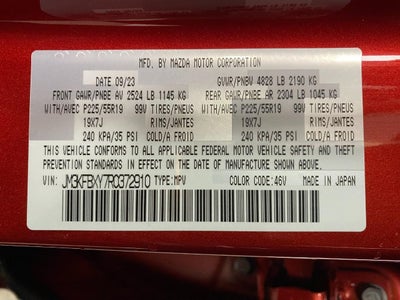 MFD. BY MAZDA MOTOR CORPORATION
DATE 09/23 GVWR/PNBV 4828 LB 2190 KG
FRONT GAWR/PNBE AV 2524 LB 1145 KG REAR GAWR/PNBE AR 2304 LB 1045 KG
WITH/AVEC P225/55R19 99V TIRES/PNEUS WITH/AVEC P225/55R19 99V TIRES/PNEUS
19X7J RIMS/JANTES 19X7J RIMS/JANTES
240 KPA/35 PSI COLD/A FROID 240 KPA/35 PSI COLD/A FROID
THIS VEHICLE CONFORMS TO ALL APPLICABLE FEDERAL MOTOR VEHICLE SAFETY AND THEFT
PREVENTION STANDARDS IN EFFECT ON THE DATE OF MANUFACTURE SHOWN ABOVE.
VIN: JM3KFBXY7R0372910 TYPE:MPV COLOR CODE:46V MADE IN JAPAN